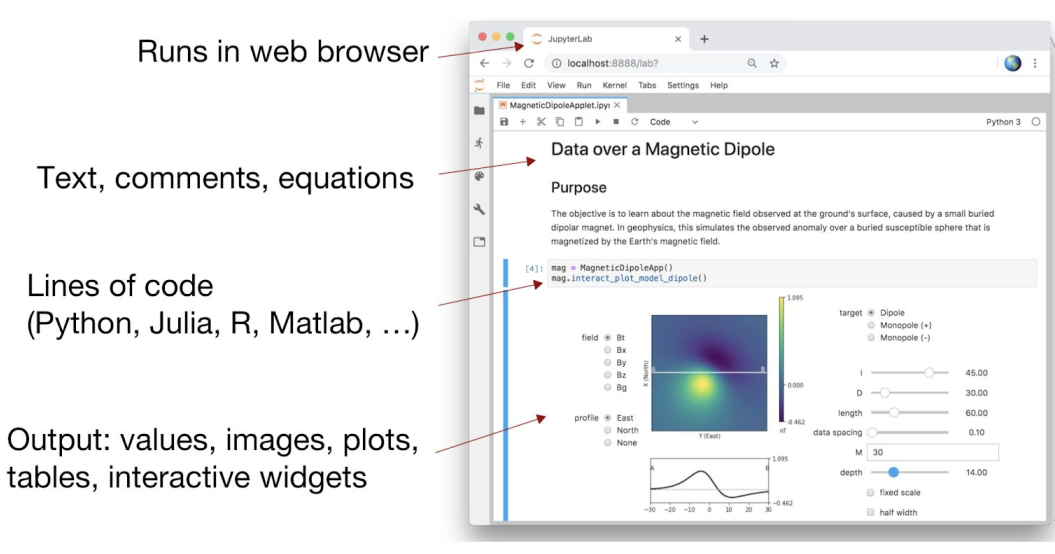 Runs in web browser
Text, comments, equations
Lines of code
(Python, Julia, R, Matlab, …)
Output: values, images, plots,
tables, interactive widgets
JupyterLab
localhost:8888/lab?
File Edit View Run Kernel Tabs Settings Help
MagneticDipoleApplet.ipyr
Code
Python 3
Data over a Magnetic Dipole
Purpose
The objective is to learn about the magnetic field observed at the ground's surface, caused by a small buried
dipolar magnet. In geophysics, this simulates the observed anomaly over a buried susceptible sphere that is
magnetized by the Earth's magnetic field.
[4]:
mag = MagneticDipoleApp()
mag.interact_plot_model_dipole()
field Bt
Bx
By
Bz
Bg
profile East
North
None
X (North)
A B
Y (East)
1.095
0.000
-0.462
nT
A B
1.095
-0.462
-30 -20 -10 0 10 20 30
target Dipole
Monopole (+)
Monopole (-)
I 45.00
D 30.00
length 60.00
data spacing 0.10
M 30
depth 14.00
fixed scale
half width